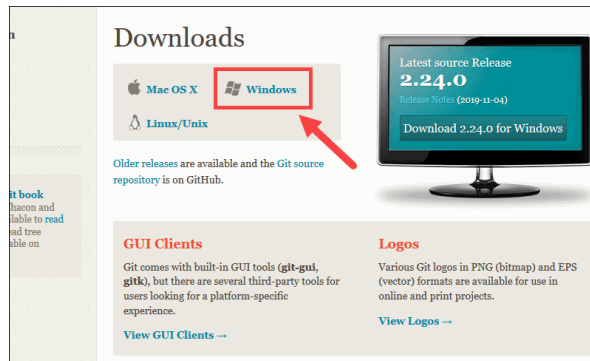 n
Downloads
Mac OS X
Windows
Linux/Unix
Older releases are available and the Git source
repository is on GitHub.
Latest source Release
2.24.0
Release Notes (2019-11-04)
Download 2.24.0 for Windows
it book
hacon and
ilable to read
ead tree
able on
GUI Clients
Git comes with built-in GUI tools (git-gui,
gitk), but there are several third-party tools for
users looking for a platform-specific
experience.
View GUI Clients →
Logos
Various Git logos in PNG (bitmap) and EPS
(vector) formats are available for use in
online and print projects.
View Logos →